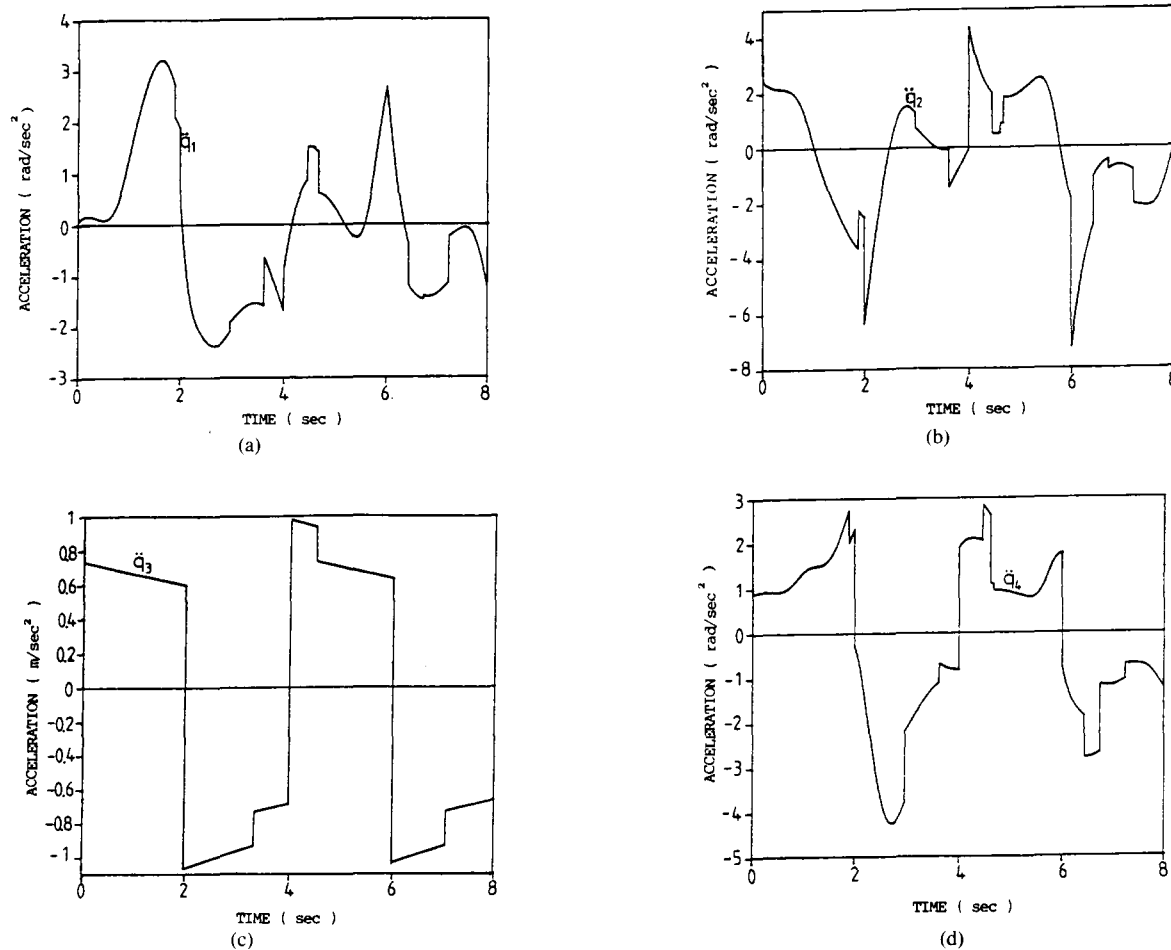 ACCELERATION ( rad/sec² )
4
3
2
1
0
-1
-2
-3
q̈₁
0 2 4 6 8
TIME ( sec )
(a)
ACCELERATION ( rad/sec² )
4
2
0
-2
-4
-6
-8
q̈₂
0 2 4 6 8
TIME ( sec )
(b)
ACCELERATION ( m/sec² )
1
0.8
0.6
0.4
0.2
0
-0.2
-0.4
-0.6
-0.8
-1
q̈₃
0 2 4 6 8
TIME ( sec )
(c)
ACCELERATION ( rad/sec² )
3
2
1
0
-1
-2
-3
-4
-5
q̈₄
0 2 4 6 8
TIME ( sec )
(d)